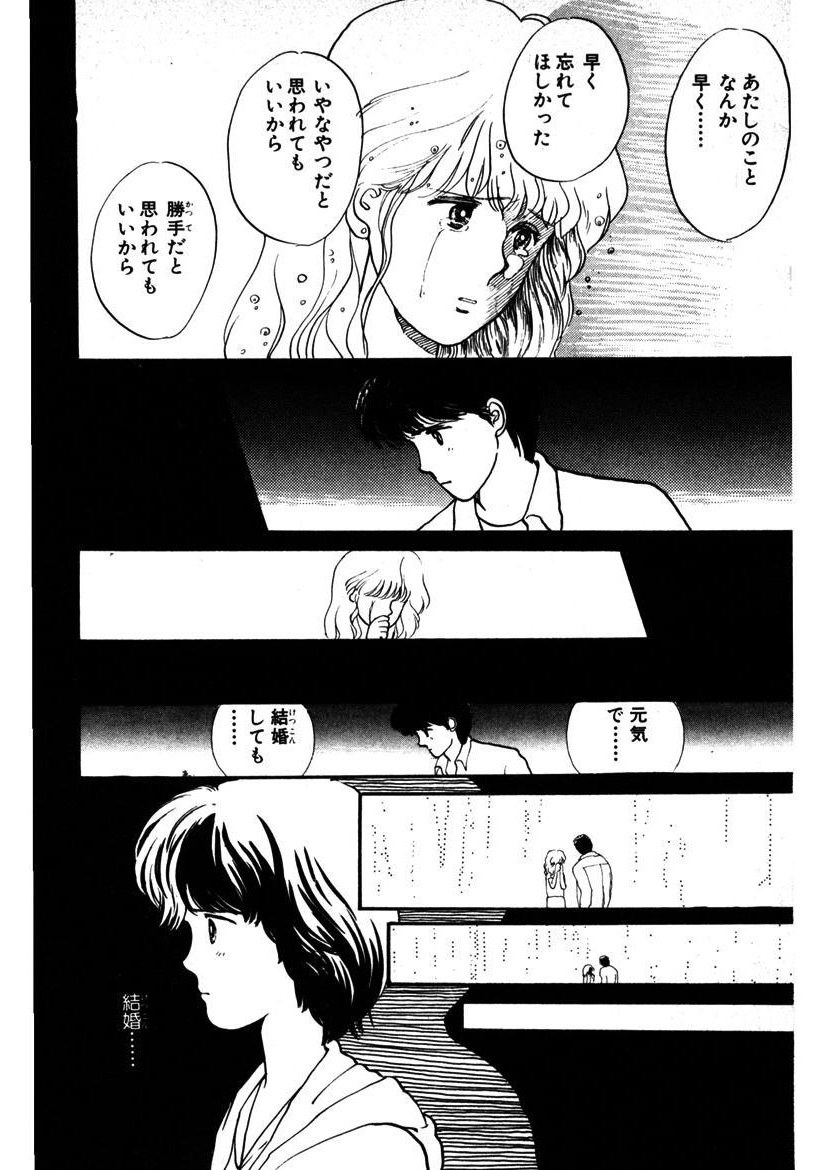 あたしのこと
なんか
早く……
早く
忘れて
ほしかった
いやなやつだと
思われても
いいから
勝手だと
思われても
いいから
元気
で……
結婚
しても
……
結婚……